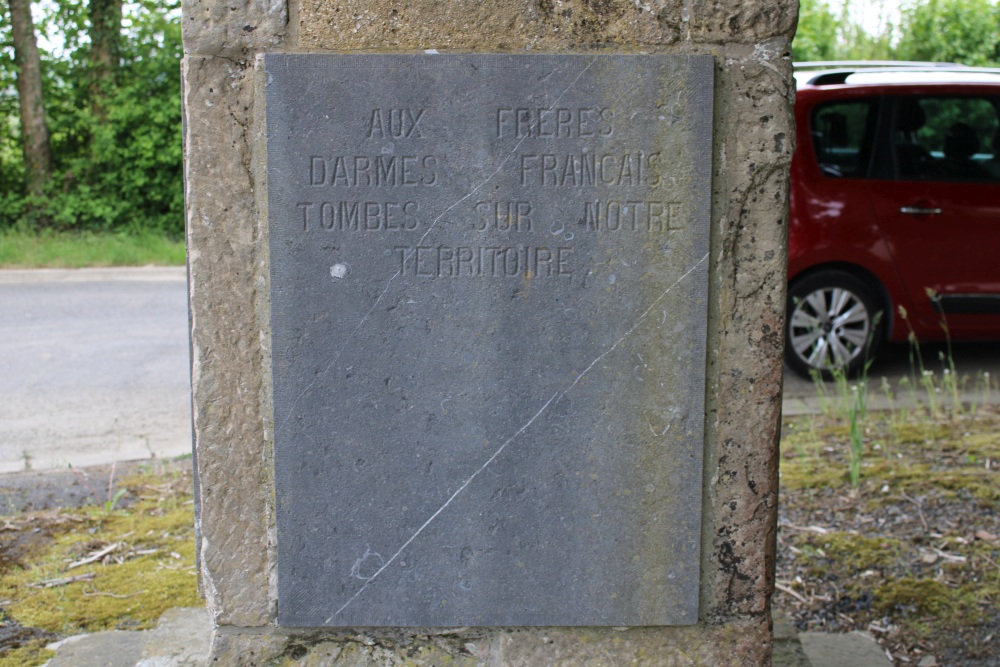 AUX FRERES
DARMES FRANCAIS
TOMBES SUR NOTRE
TERRITOIRE